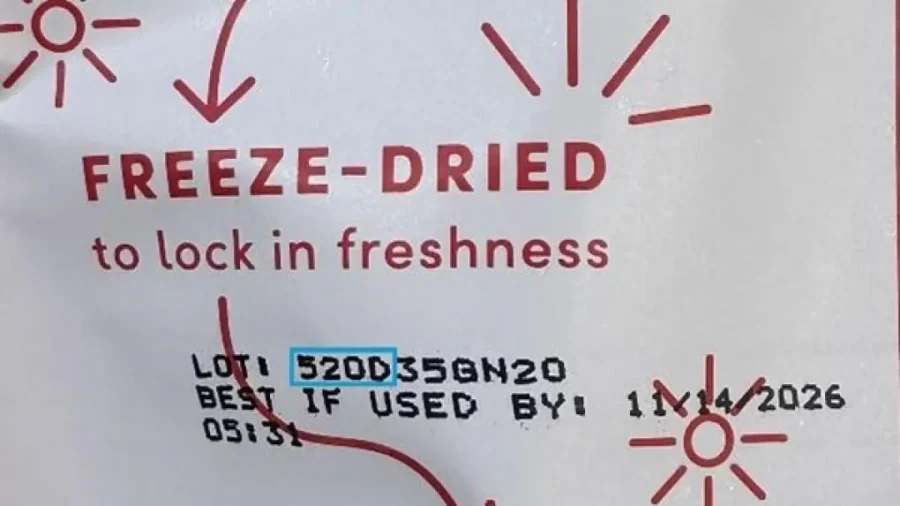 FREEZE-DRIED
to lock in freshness
LOT: 520D35GN20
BEST IF USED BY: 11/14/2026
05:31